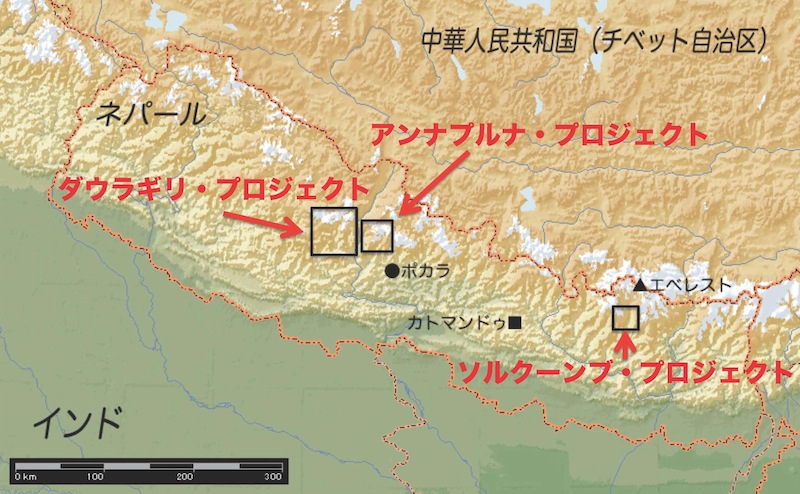 中華人民共和国（チベット自治区）
ネパール
アンナプルナ・プロジェクト
ダウラギリ・プロジェクト
ポカラ
エベレスト
カトマンドゥ
ソルクーンブ・プロジェクト
インド
0 km 100 200 300